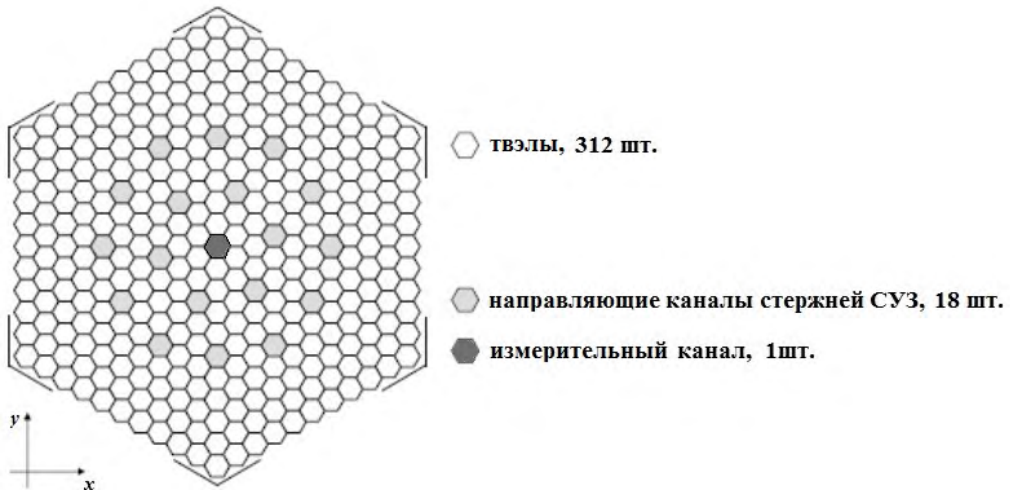 твэлы, 312 шт.
направляющие каналы стержней СУЗ, 18 шт.
измерительный канал, 1шт.
y
x